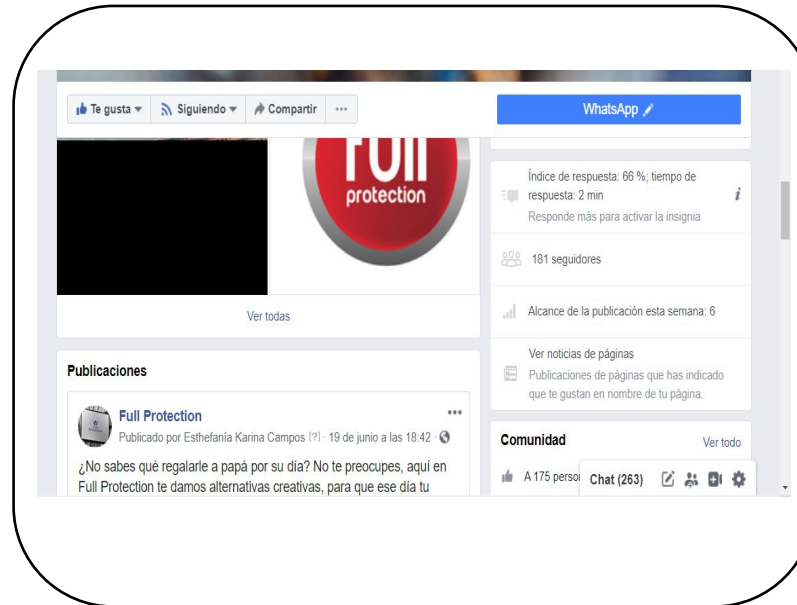 Te gusta
Siguiendo
Compartir
WhatsApp
Full
protection
Ver todas
Publicaciones
Full Protection
Publicado por Esthefanía Karina Campos [?] · 19 de junio a las 18:42 ·
¿No sabes qué regalarle a papá por su día? No te preocupes, aquí en
Full Protection te damos alternativas creativas, para que ese día tu
Índice de respuesta: 66 %; tiempo de
respuesta: 2 min
Responde más para activar la insignia
181 seguidores
Alcance de la publicación esta semana: 6
Ver noticias de páginas
Publicaciones de páginas que has indicado
que te gustan en nombre de tu página.
Comunidad
Ver todo
A 175 perso
Chat (263)